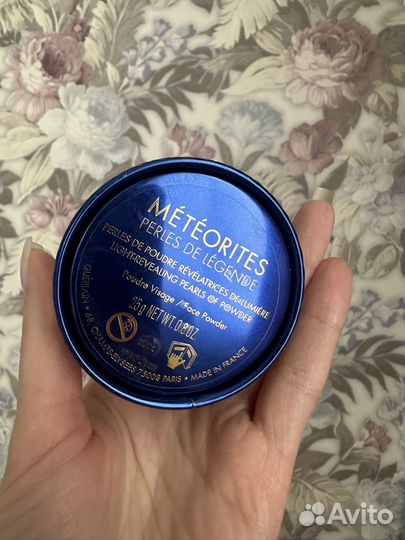 MÉTÉORITES
PERLES DE LÉGENDE
PERLES DE POUDRE RÉVÉLATRICES DE LUMIÈRE
LIGHT-REVEALING PEARLS OF POWDER
Poudre Visage / Face Powder
25g NET WT. 0.8OZ.
GUERLAIN • 68, CHAMPS-ELYSEES 75008 PARIS • MADE IN FRANCE
Avito